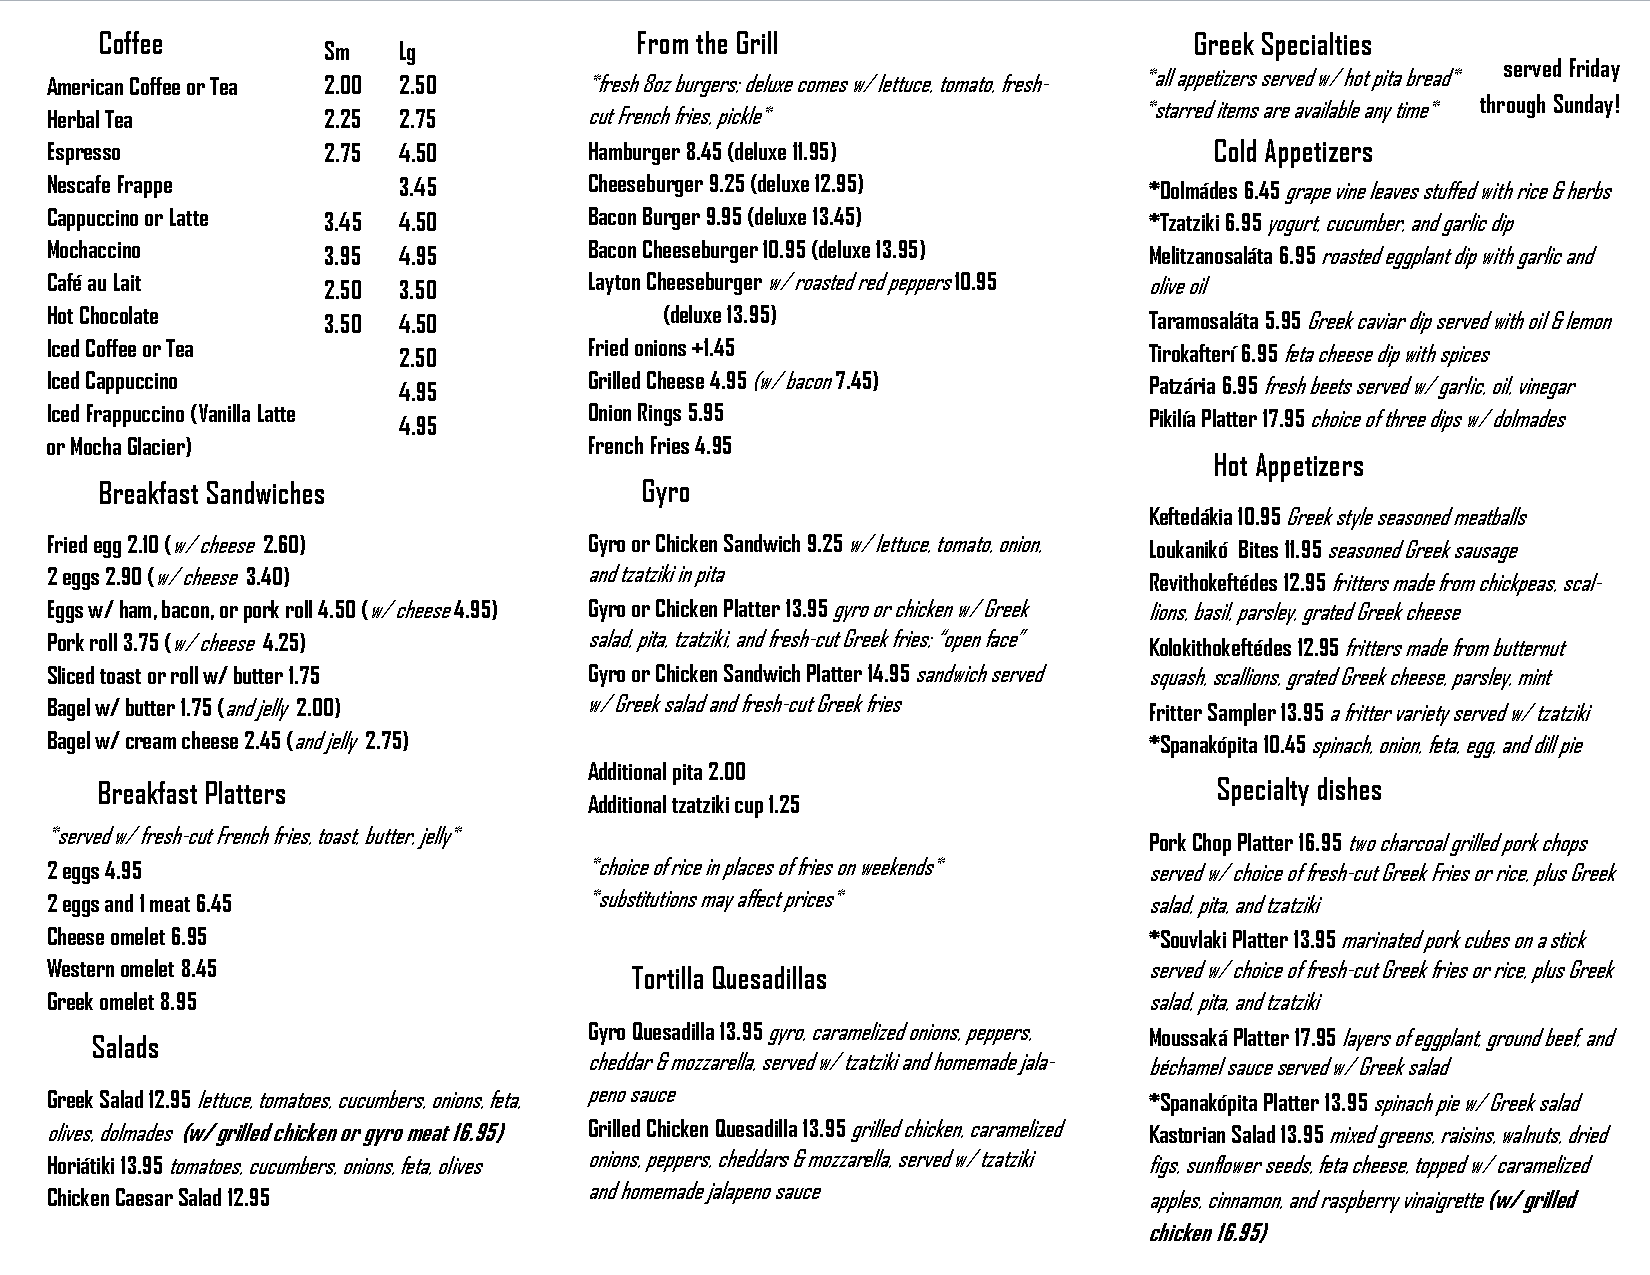 Coffee
Sm Lg
American Coffee or Tea 2.00 2.50
Herbal Tea 2.25 2.75
Espresso 2.75 4.50
Nescafe Frappe 3.45
Cappuccino or Latte 3.45 4.50
Mochaccino 3.95 4.95
Café au Lait 2.50 3.50
Hot Chocolate 3.50 4.50
Iced Coffee or Tea 2.50
Iced Cappuccino 4.95
Iced Frappuccino (Vanilla Latte 4.95
or Mocha Glacier)
Breakfast Sandwiches
Fried egg 2.10 (w/ cheese 2.60)
2 eggs 2.90 (w/ cheese 3.40)
Eggs w/ ham, bacon, or pork roll 4.50 (w/ cheese 4.95)
Pork roll 3.75 (w/ cheese 4.25)
Sliced toast or roll w/ butter 1.75
Bagel w/ butter 1.75 (and jelly 2.00)
Bagel w/ cream cheese 2.45 (and jelly 2.75)
Breakfast Platters
*served w/ fresh-cut French fries, toast, butter, jelly*
2 eggs 4.95
2 eggs and 1 meat 6.45
Cheese omelet 6.95
Western omelet 8.45
Greek omelet 8.95
Salads
Greek Salad 12.95 lettuce, tomatoes, cucumbers, onions, feta,
olives, dolmades (w/ grilled chicken or gyro meat 16.95)
Horiátiki 13.95 tomatoes, cucumbers, onions, feta, olives
Chicken Caesar Salad 12.95
From the Grill
*fresh 8oz burgers; deluxe comes w/ lettuce, tomato, fresh-
cut French fries, pickle*
Hamburger 8.45 (deluxe 11.95)
Cheeseburger 9.25 (deluxe 12.95)
Bacon Burger 9.95 (deluxe 13.45)
Bacon Cheeseburger 10.95 (deluxe 13.95)
Layton Cheeseburger w/ roasted red peppers 10.95
(deluxe 13.95)
Fried onions +1.45
Grilled Cheese 4.95 (w/ bacon 7.45)
Onion Rings 5.95
French Fries 4.95
Gyro
Gyro or Chicken Sandwich 9.25 w/ lettuce, tomato, onion,
and tzatziki in pita
Gyro or Chicken Platter 13.95 gyro or chicken w/ Greek
salad, pita, tzatziki, and fresh-cut Greek fries; “open face”
Gyro or Chicken Sandwich Platter 14.95 sandwich served
w/ Greek salad and fresh-cut Greek fries
Additional pita 2.00
Additional tzatziki cup 1.25
*choice of rice in places of fries on weekends*
*substitutions may affect prices*
Tortilla Quesadillas
Gyro Quesadilla 13.95 gyro, caramelized onions, peppers,
cheddar & mozzarella, served w/ tzatziki and homemade jala-
peno sauce
Grilled Chicken Quesadilla 13.95 grilled chicken, caramelized
onions, peppers, cheddars & mozzarella, served w/ tzatziki
and homemade jalapeno sauce
Greek Specialties
*all appetizers served w/ hot pita bread*
*starred items are available any time*
served Friday
through Sunday!
Cold Appetizers
*Dolmádes 6.45 grape vine leaves stuffed with rice & herbs
*Tzatziki 6.95 yogurt, cucumber, and garlic dip
Melitzanosaláta 6.95 roasted eggplant dip with garlic and
olive oil
Taramosaláta 5.95 Greek caviar dip served with oil & lemon
Tirokafterí 6.95 feta cheese dip with spices
Patzária 6.95 fresh beets served w/ garlic, oil, vinegar
Pikilía Platter 17.95 choice of three dips w/ dolmades
Hot Appetizers
Keftedákia 10.95 Greek style seasoned meatballs
Loukanikó Bites 11.95 seasoned Greek sausage
Revithokeftédes 12.95 fritters made from chickpeas, scal-
lions, basil, parsley, grated Greek cheese
Kolokithokeftédes 12.95 fritters made from butternut
squash, scallions, grated Greek cheese, parsley, mint
Fritter Sampler 13.95 a fritter variety served w/ tzatziki
*Spanakópita 10.45 spinach, onion, feta, egg, and dill pie
Specialty dishes
Pork Chop Platter 16.95 two charcoal grilled pork chops
served w/ choice of fresh-cut Greek Fries or rice, plus Greek
salad, pita, and tzatziki
*Souvlaki Platter 13.95 marinated pork cubes on a stick
served w/ choice of fresh-cut Greek fries or rice, plus Greek
salad, pita, and tzatziki
Moussaká Platter 17.95 layers of eggplant, ground beef, and
béchamel sauce served w/ Greek salad
*Spanakópita Platter 13.95 spinach pie w/ Greek salad
Kastorian Salad 13.95 mixed greens, raisins, walnuts, dried
figs, sunflower seeds, feta cheese, topped w/ caramelized
apples, cinnamon, and raspberry vinaigrette (w/ grilled
chicken 16.95)